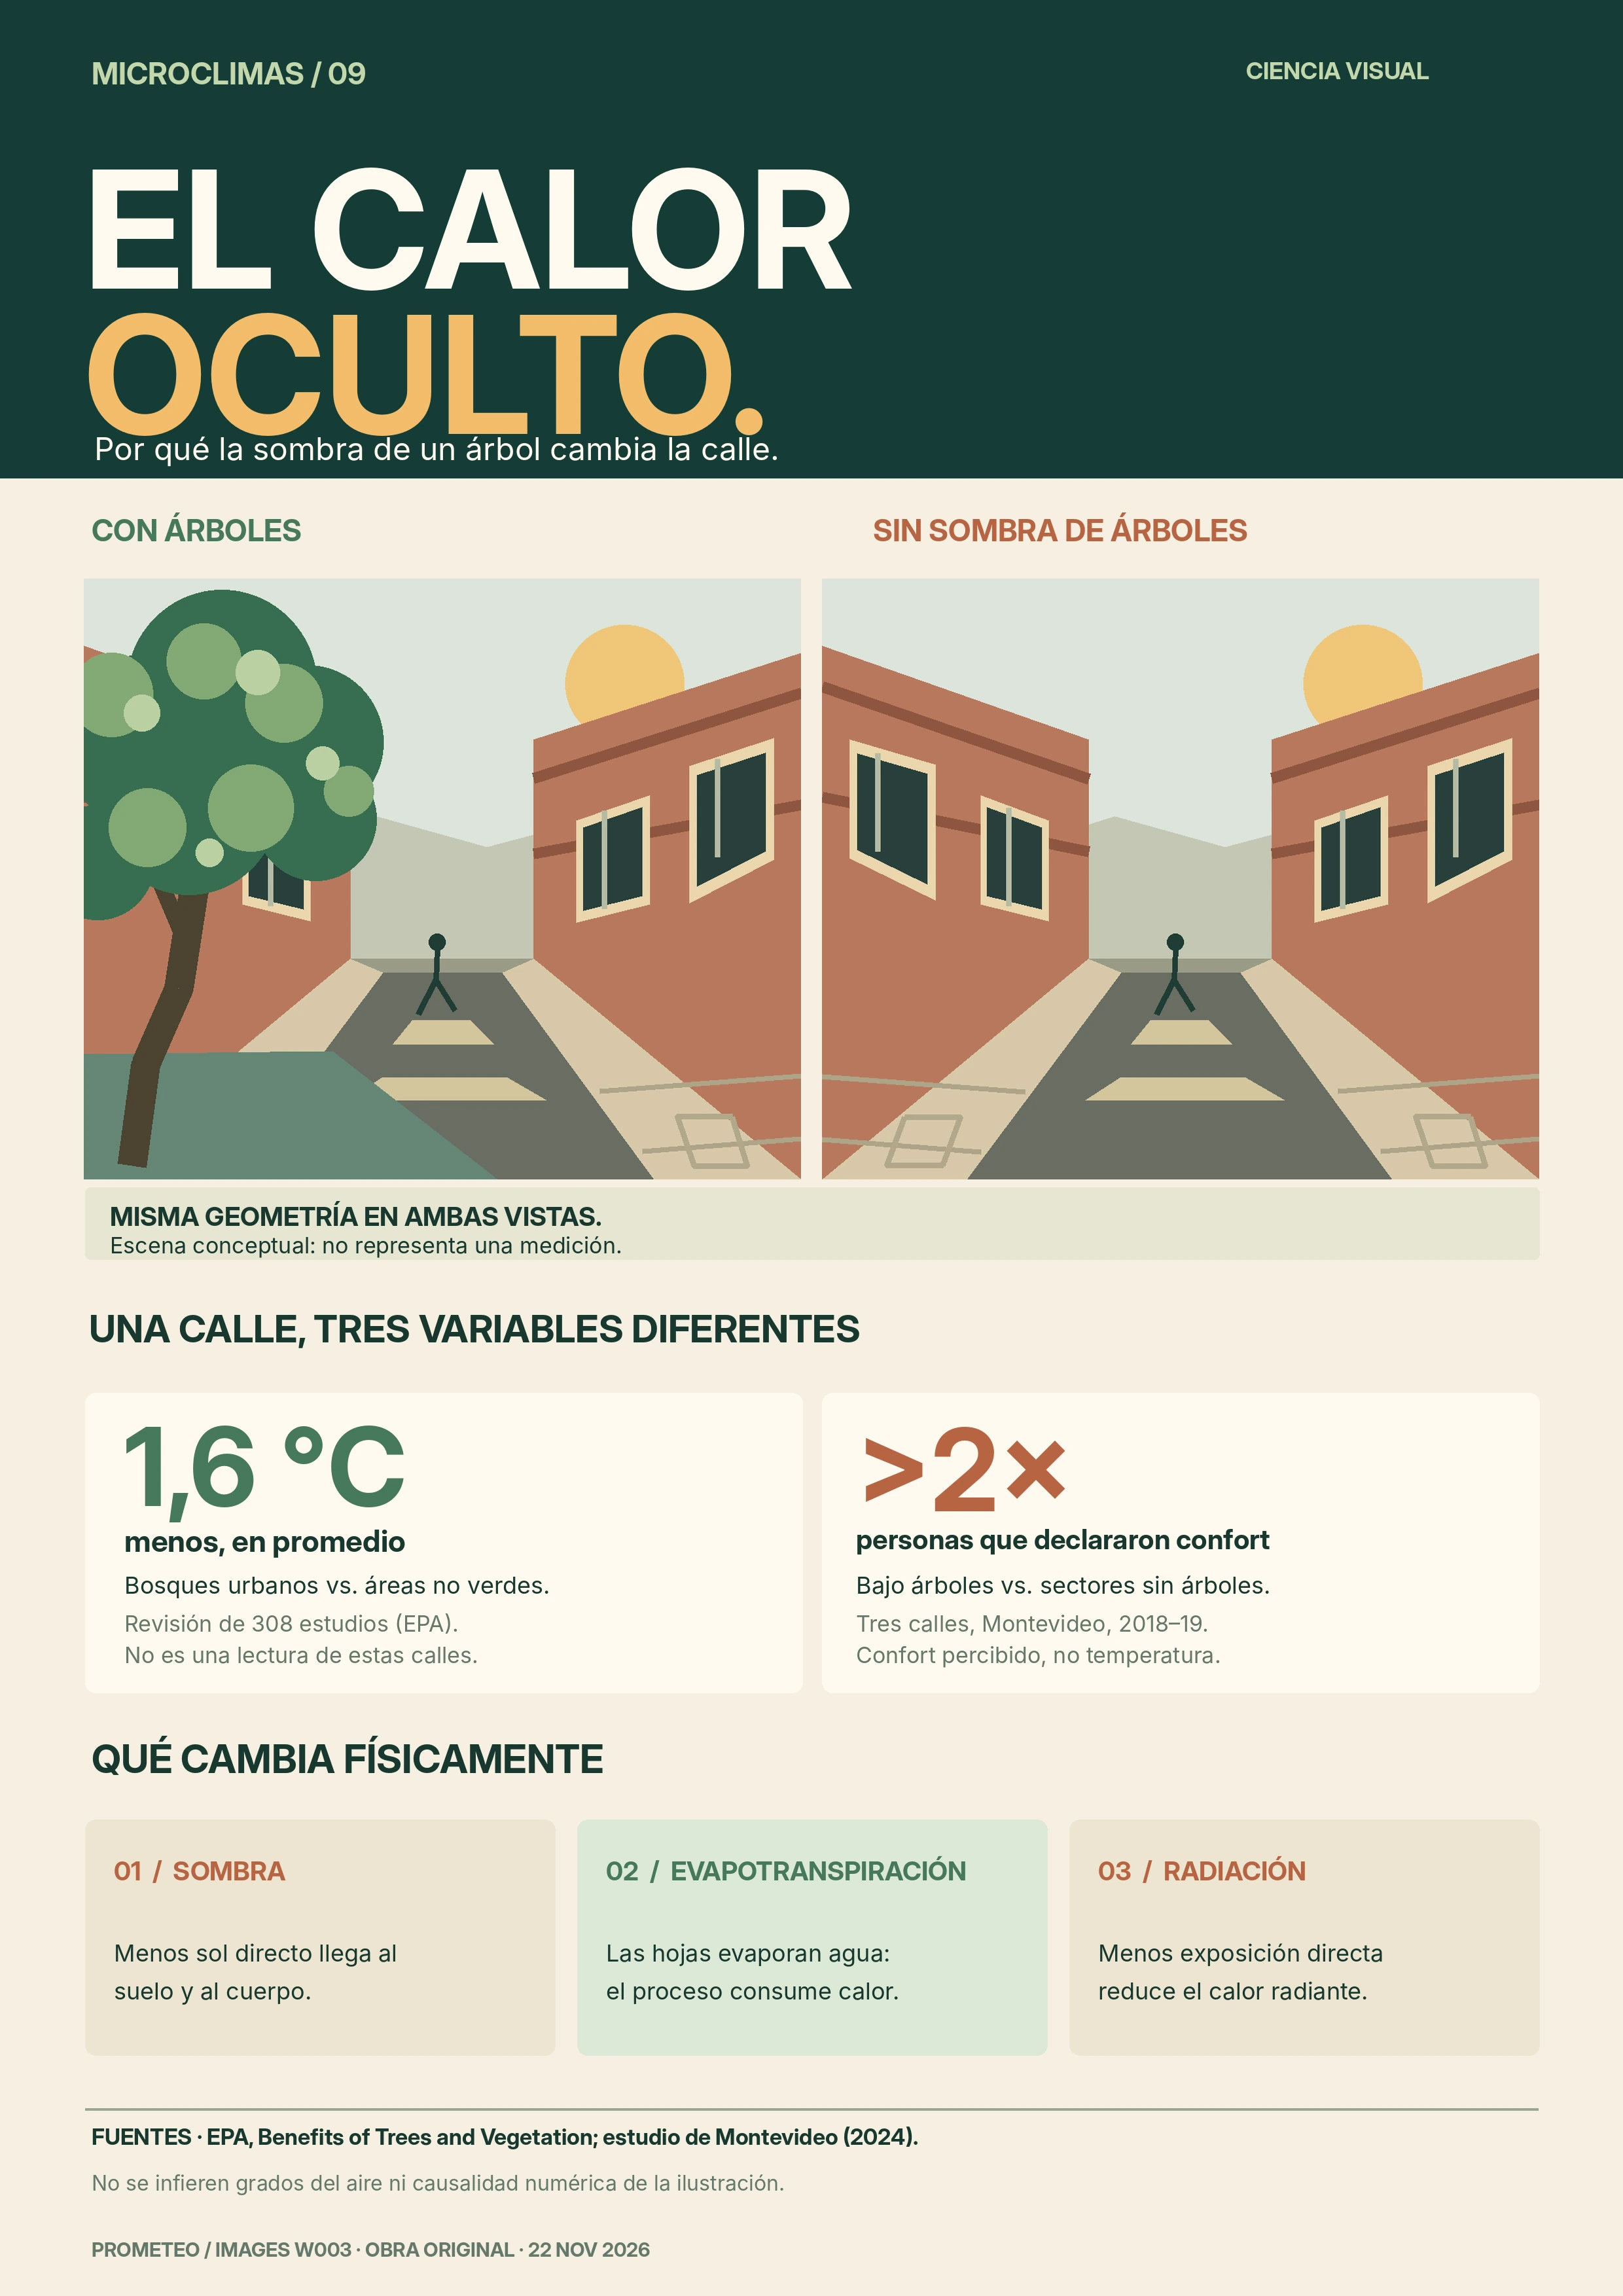 MICROCLIMAS / 09
CIENCIA VISUAL
EL CALOR
OCULTO.
Por qué la sombra de un árbol cambia la calle.
CON ÁRBOLES
SIN SOMBRA DE ÁRBOLES
MISMA GEOMETRÍA EN AMBAS VISTAS.
Escena conceptual: no representa una medición.
UNA CALLE, TRES VARIABLES DIFERENTES
1,6 °C
menos, en promedio
Bosques urbanos vs. áreas no verdes.
Revisión de 308 estudios (EPA).
No es una lectura de estas calles.
>2×
personas que declararon confort
Bajo árboles vs. sectores sin árboles.
Tres calles, Montevideo, 2018–19.
Confort percibido, no temperatura.
QUÉ CAMBIA FÍSICAMENTE
01 / SOMBRA
Menos sol directo llega al
suelo y al cuerpo.
02 / EVAPOTRANSPIRACIÓN
Las hojas evaporan agua:
el proceso consume calor.
03 / RADIACIÓN
Menos exposición directa
reduce el calor radiante.
FUENTES · EPA, Benefits of Trees and Vegetation; estudio de Montevideo (2024).
No se infieren grados del aire ni causalidad numérica de la ilustración.
PROMETEO / IMAGES W003 · OBRA ORIGINAL · 22 NOV 2026